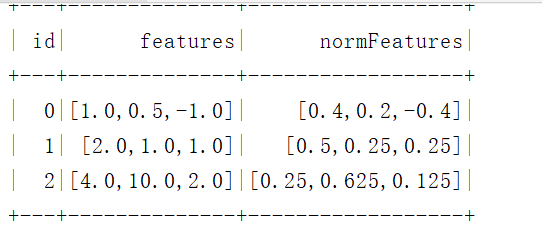 +---+--------------+-------------------+
| id|      features|       normFeatures|
+---+--------------+-------------------+
|  0|[1.0,0.5,-1.0]|     [0.4,0.2,-0.4]|
|  1| [2.0,1.0,1.0]|    [0.5,0.25,0.25]|
|  2|[4.0,10.0,2.0]|[0.25,0.625,0.125]|
+---+--------------+-------------------+